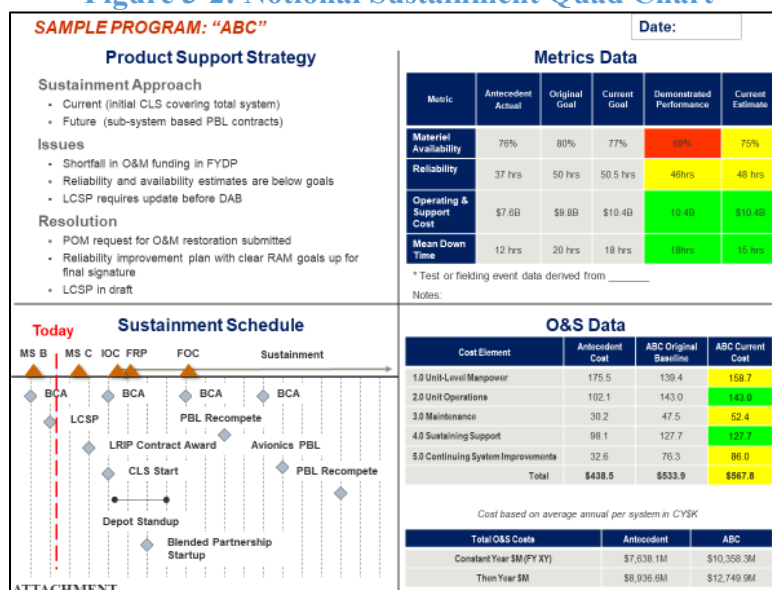 Figure 3-2: Notional Sustainment Quad Chart
SAMPLE PROGRAM: "ABC"
Date:
Product Support Strategy
Sustainment Approach
• Current (initial CLS covering total system)
• Future (sub-system based PBL contracts)
Issues
• Shortfall in O&M funding in FYDP
• Reliability and availability estimates are below goals
• LCSP requires update before DAB
Resolution
• POM request for O&M restoration submitted
• Reliability improvement plan with clear RAM goals up for
final signature
• LCSP in draft
Metrics Data
Metric Antecedent Actual Original Goal Current Goal Demonstrated Performance Current Estimate
Materiel Availability 76% 80% 77% 69% 75%
Reliability 37 hrs 50 hrs 50.5 hrs 46hrs 48 hrs
Operating & Support Cost $7.6B $9.8B $10.4B 10.4B $10.4B
Mean Down Time 12 hrs 20 hrs 18 hrs 18hrs 15 hrs
* Test or fielding event data derived from ______
Notes:
Sustainment Schedule
Today
MS B MS C IOC FRP FOC Sustainment
BCA BCA BCA BCA
LCSP PBL Recompete
LRIP Contract Award Avionics PBL
CLS Start PBL Recompete
Depot Standup
Blended Partnership
Startup
O&S Data
Cost Element Antecedent Cost ABC Original Baseline ABC Current Cost
1.0 Unit-Level Manpower 175.5 139.4 158.7
2.0 Unit Operations 102.1 143.0 143.0
3.0 Maintenance 30.2 47.5 52.4
4.0 Sustaining Support 98.1 127.7 127.7
5.0 Continuing System Improvements 32.6 76.3 86.0
Total $438.5 $533.9 $567.8
Cost based on average annual per system in CY$K
Total O&S Costs Antecedent ABC
Constant Year $M (FY XY) $7,638.1M $10,358.3M
Then Year $M $8,936.6M $12,749.9M
ATTACHMENT